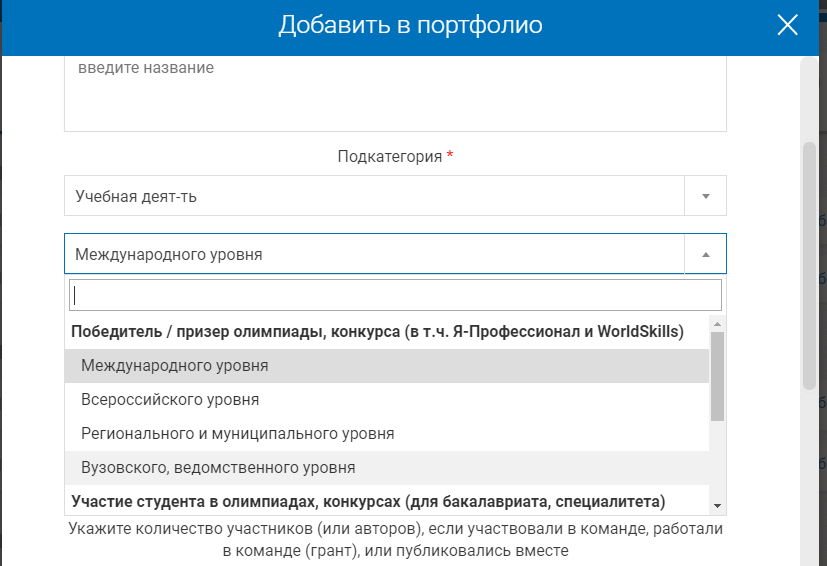 Добавить в портфолио
введите название
Подкатегория *
Учебная деят-ть
Международного уровня
Победитель / призер олимпиады, конкурса (в т.ч. Я-Профессионал и WorldSkills)
Международного уровня
Всероссийского уровня
Регионального и муниципального уровня
Вузовского, ведомственного уровня
Участие студента в олимпиадах, конкурсах (для бакалавриата, специалитета)
Укажите количество участников (или авторов), если участвовали в команде, работали
в команде (грант), или публиковались вместе